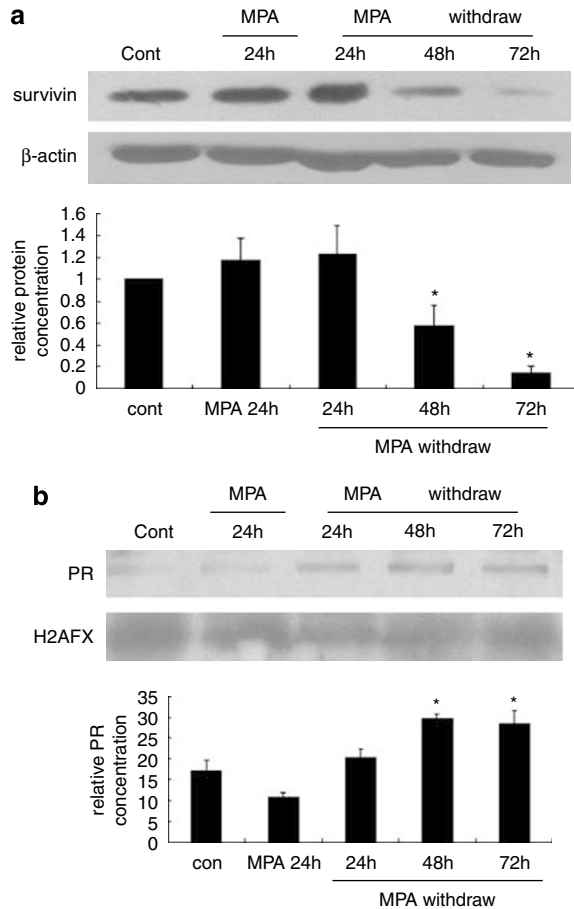 a
MPA MPA withdraw
Cont 24h 24h 48h 72h
survivin
β-actin
relative protein
concentration
1.6
1.4
1.2
1
0.8
0.6
0.4
0.2
0
* *
cont MPA 24h 24h 48h 72h
MPA withdraw
b
MPA MPA withdraw
Cont 24h 24h 48h 72h
PR
H2AFX
relative PR
concentration
35
30
25
20
15
10
5
0
* *
con MPA 24h 24h 48h 72h
MPA withdraw